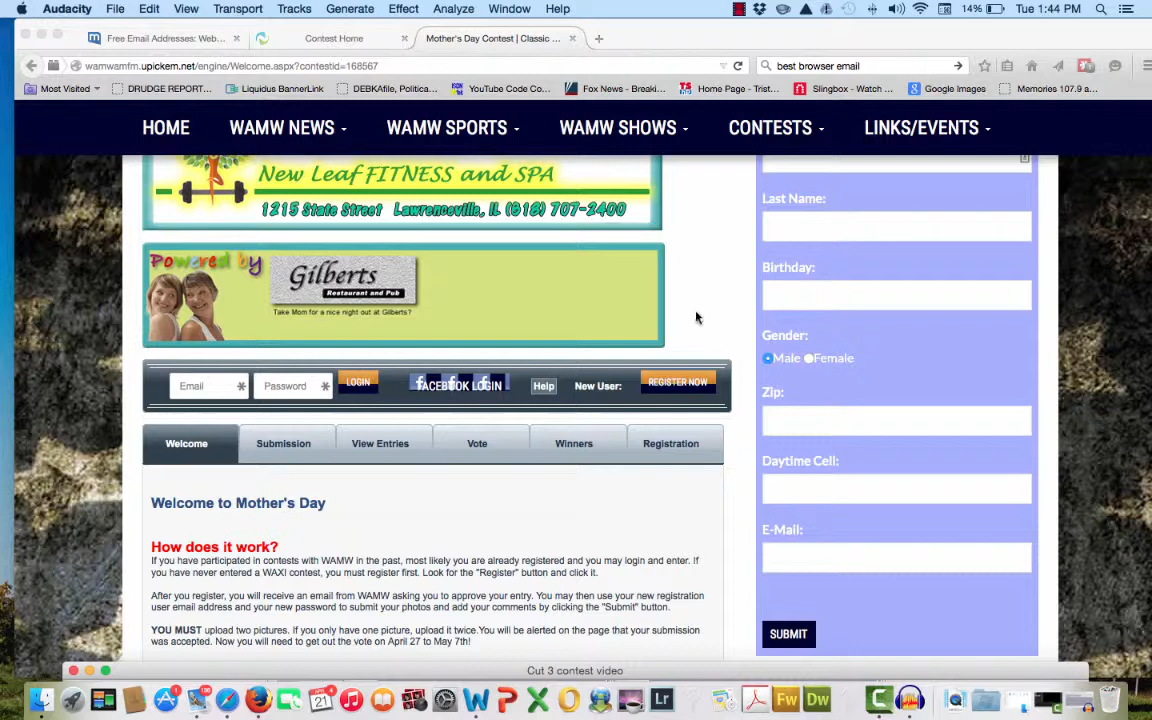 Audacity File Edit View Transport Tracks Generate Effect Analyze Window Help 14% Tue 1:44 PM
Free Email Addresses: Web... × Contest Home × Mother's Day Contest | Classic ... × +
wamwamfm.upickem.net/engine/Welcome.aspx?contestid=168567 best browser email
Most Visited DRUDGE REPORT... Liquidus BannerLink DEBKAfile, Politica... YouTube Code Co... Fox News - Breaki... Home Page - Trist... Slingbox - Watch ... Google Images Memories 107.9 a...
HOME WAMW NEWS WAMW SPORTS WAMW SHOWS CONTESTS LINKS/EVENTS
New Leaf FITNESS and SPA
1215 State Street Lawrenceville, IL (618) 707-2400
Powered by
Gilberts
Restaurant and Pub
Take Mom for a nice night out at Gilberts?
Email * Password * LOGIN FACEBOOK LOGIN Help New User: REGISTER NOW
Welcome Submission View Entries Vote Winners Registration
Welcome to Mother's Day
How does it work?
If you have participated in contests with WAMW in the past, most likely you are already registered and you may login and enter. If
you have never entered a WAXI contest, you must register first. Look for the "Register" button and click it.
After you register, you will receive an email from WAMW asking you to approve your entry. You may then use your new registration
user email address and your new password to submit your photos and add your comments by clicking the "Submit" button.
YOU MUST upload two pictures. If you only have one picture, upload it twice.You will be alerted on the page that your submission
was accepted. Now you will need to get out the vote on April 27 to May 7th!
Last Name:
Birthday:
Gender:
Male Female
Zip:
Daytime Cell:
E-Mail:
SUBMIT
Cut 3 contest video